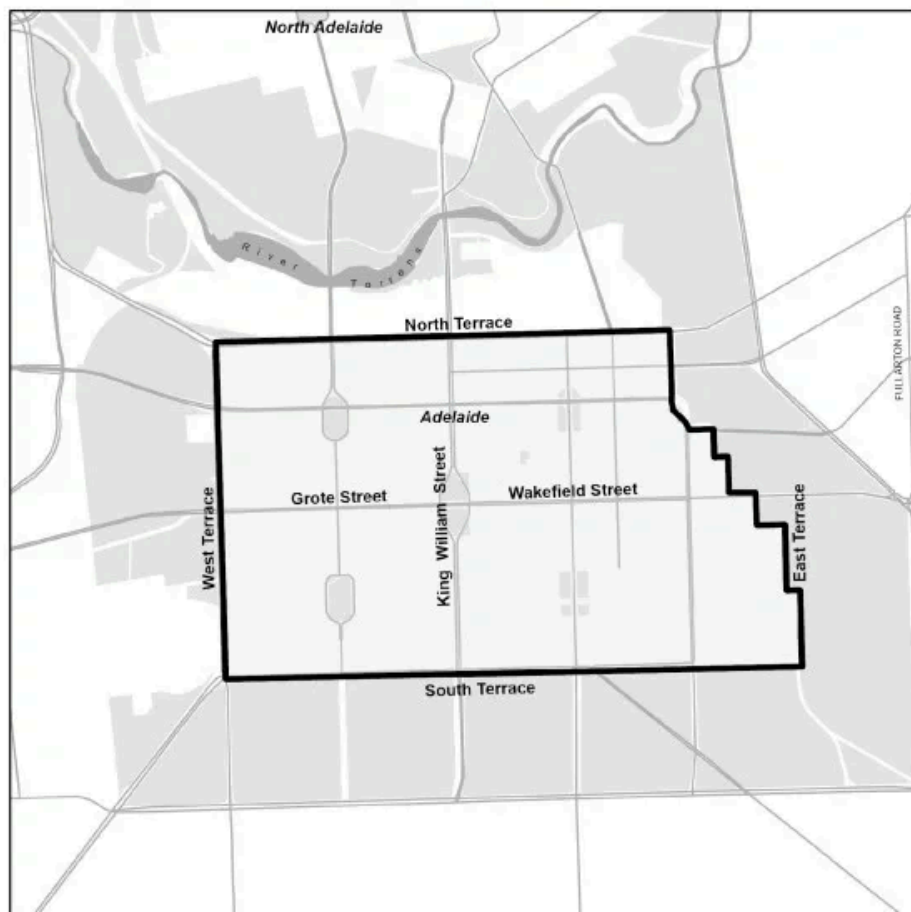 North Adelaide
River
Torrens
North Terrace
FULLARTON ROAD
Adelaide
Grote Street
King William Street
Wakefield Street
West Terrace
East Terrace
South Terrace